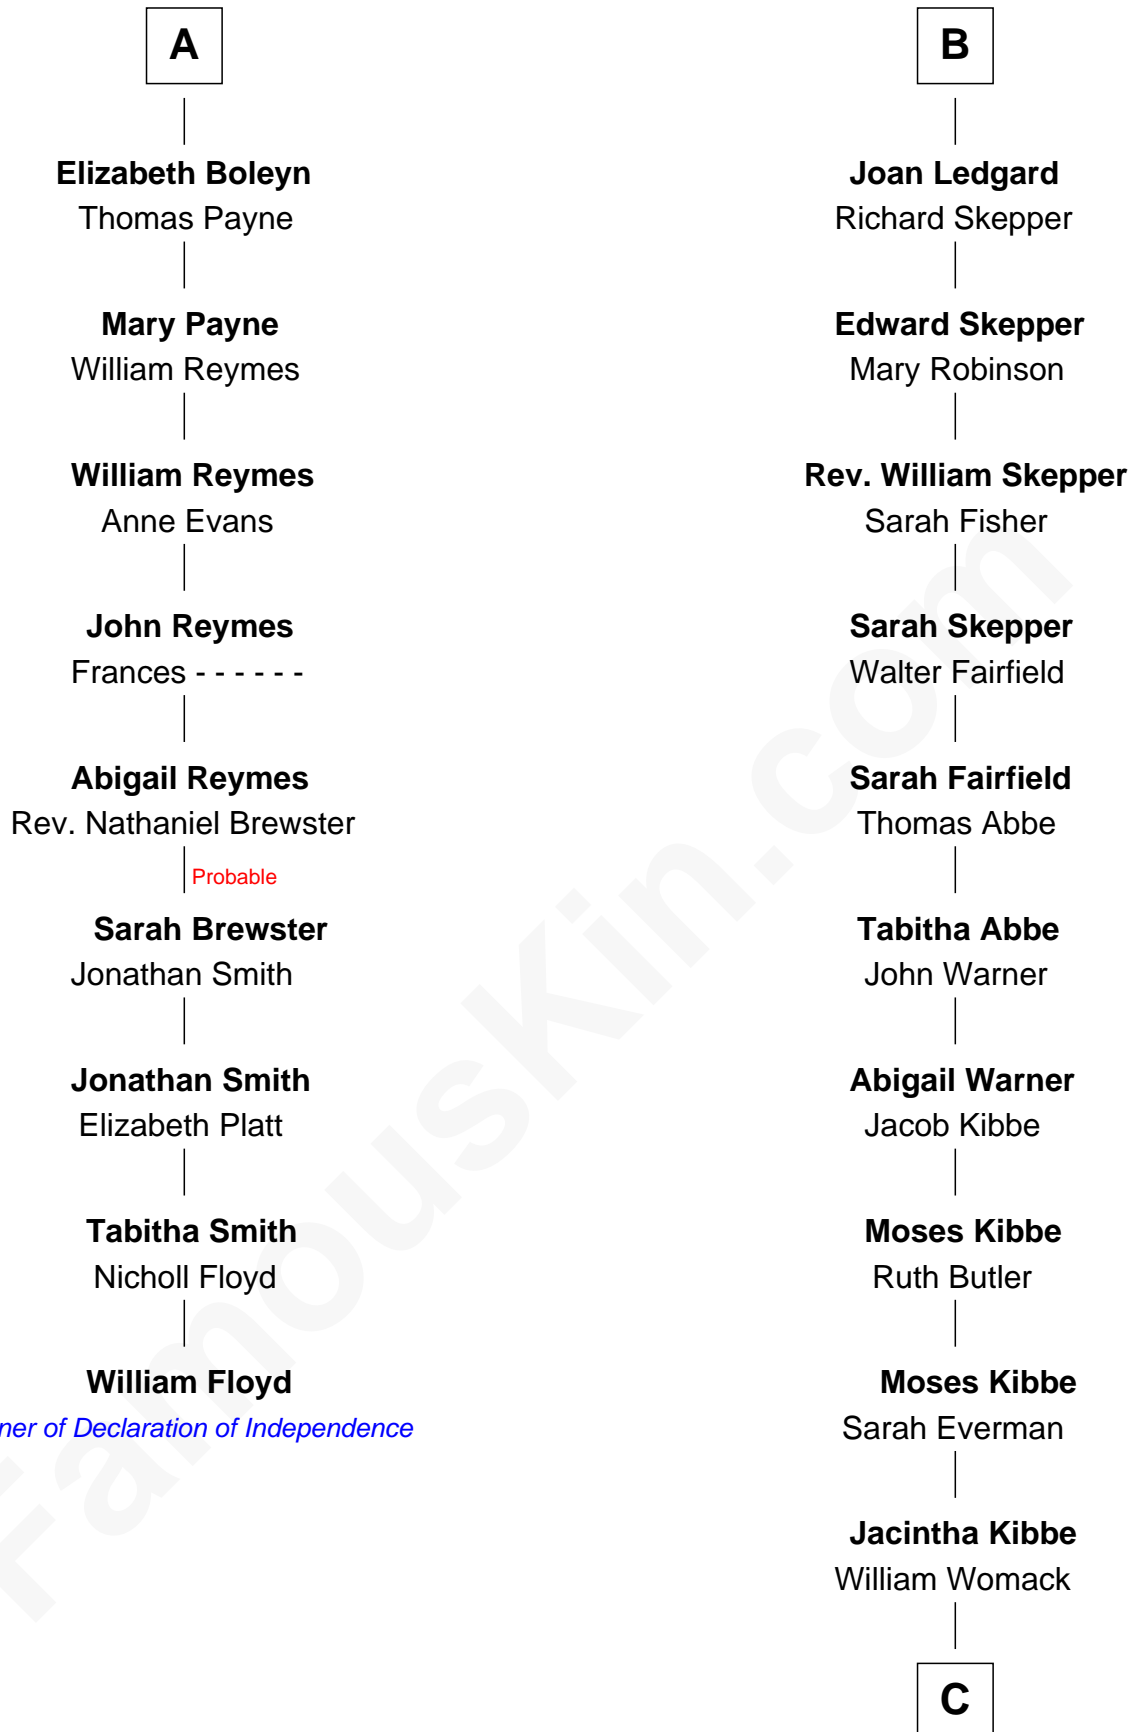 A
Elizabeth Boleyn
Thomas Payne
Mary Payne
William Reymes
William Reymes
Anne Evans
John Reymes
Frances - - - - - -
Abigail Reymes
Rev. Nathaniel Brewster
Probable
Sarah Brewster
Jonathan Smith
Jonathan Smith
Elizabeth Platt
Tabitha Smith
Nicholl Floyd
William Floyd
ner of Declaration of Independence
B
Joan Ledgard
Richard Skepper
Edward Skepper
Mary Robinson
Rev. William Skepper
Sarah Fisher
Sarah Skepper
Walter Fairfield
Sarah Fairfield
Thomas Abbe
Tabitha Abbe
John Warner
Abigail Warner
Jacob Kibbe
Moses Kibbe
Ruth Butler
Moses Kibbe
Sarah Everman
Jacintha Kibbe
William Womack
C
FamousKin.com